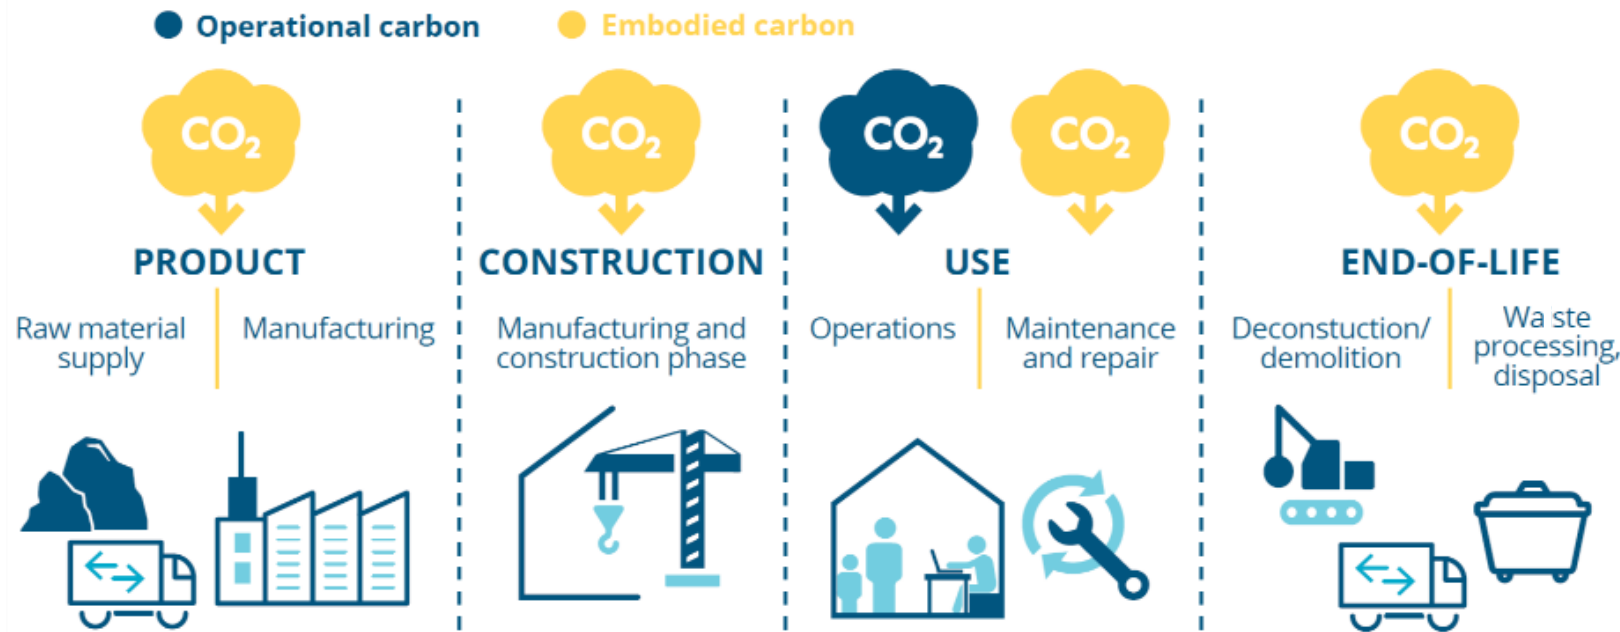 Operational carbon
Embodied carbon
CO2
CO2
CO2
CO2
CO2
PRODUCT
CONSTRUCTION
USE
END-OF-LIFE
Raw material
supply
Manufacturing
Manufacturing and
construction phase
Operations
Maintenance
and repair
Deconstuction/
demolition
Wa ste
processing,
disposal